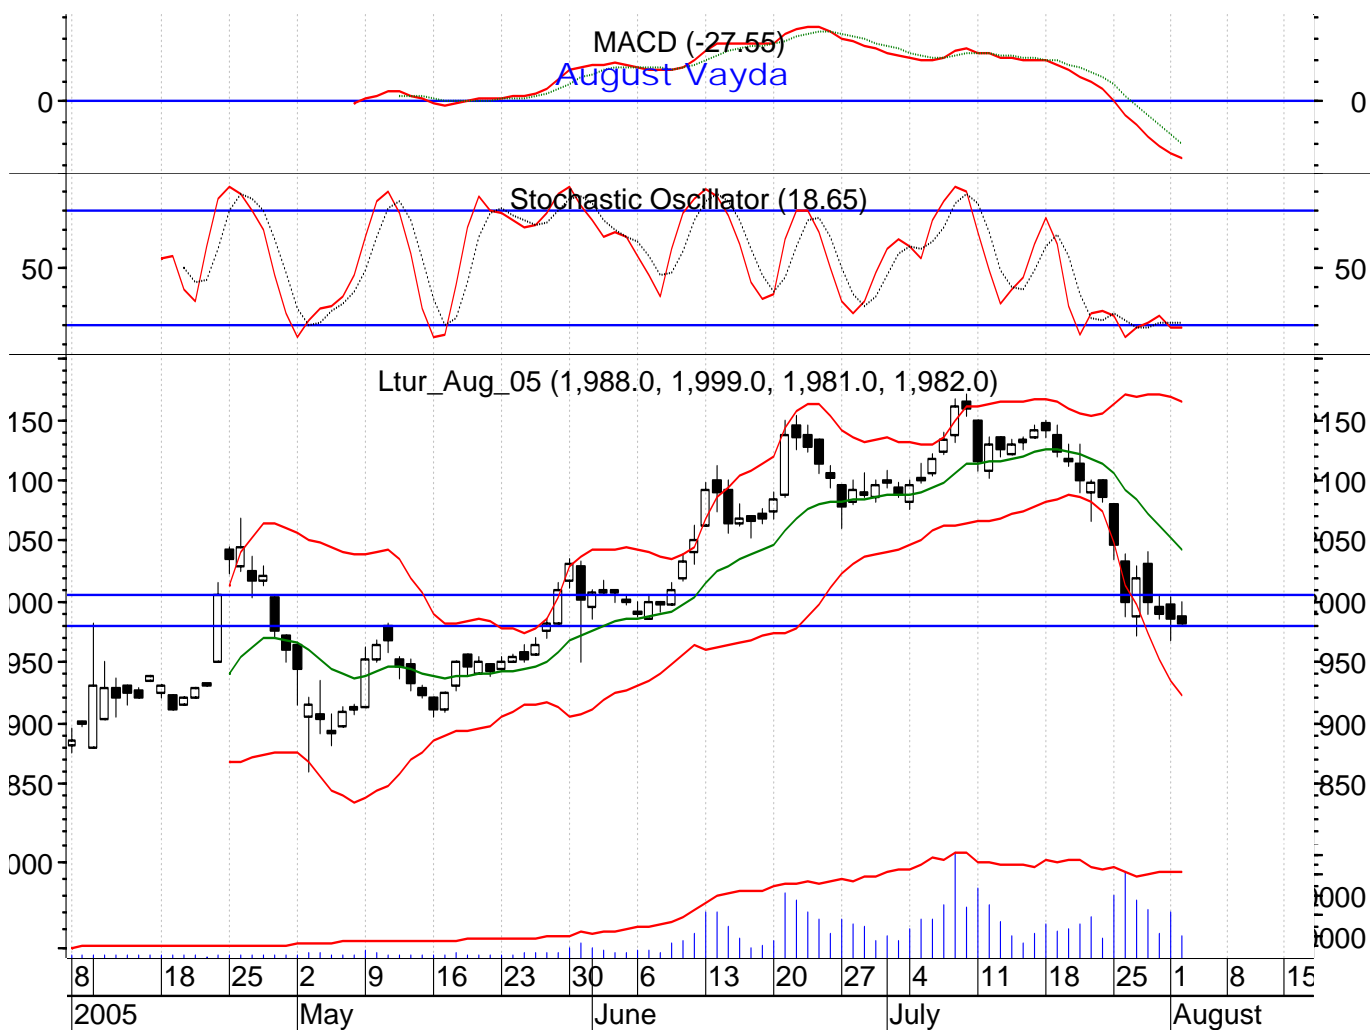 MACD (-27.55)
August Vayda
0 0
Stochastic Oscillator (18.65)
50 50
Ltur_Aug_05 (1,988.0, 1,999.0, 1,981.0, 1,982.0)
150 150
100 100
050 050
000 000
950 950
900 900
850 850
000
000
000
8 18 25 2 9 16 23 30 6 13 20 27 4 11 18 25 1 8 15
2005 May June July August